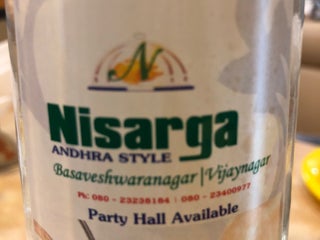 N
Nisarga
ANDHRA STYLE
Basaveshwaranagar | Vijaynagar
Ph: 080 - 23236184 | 080 - 23400977
Party Hall Available